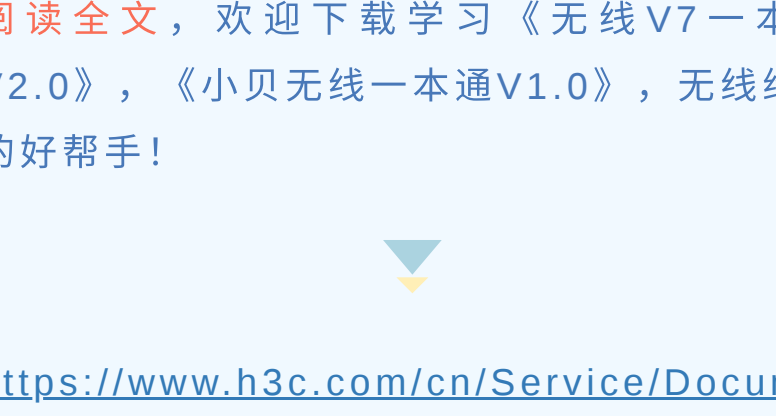 阅读全文，欢迎下载学习《无线V7一本
V2.0》，《小贝无线一本通V1.0》，无线
的好帮手！
ttps://www.h3c.com/cn/Service/Docu